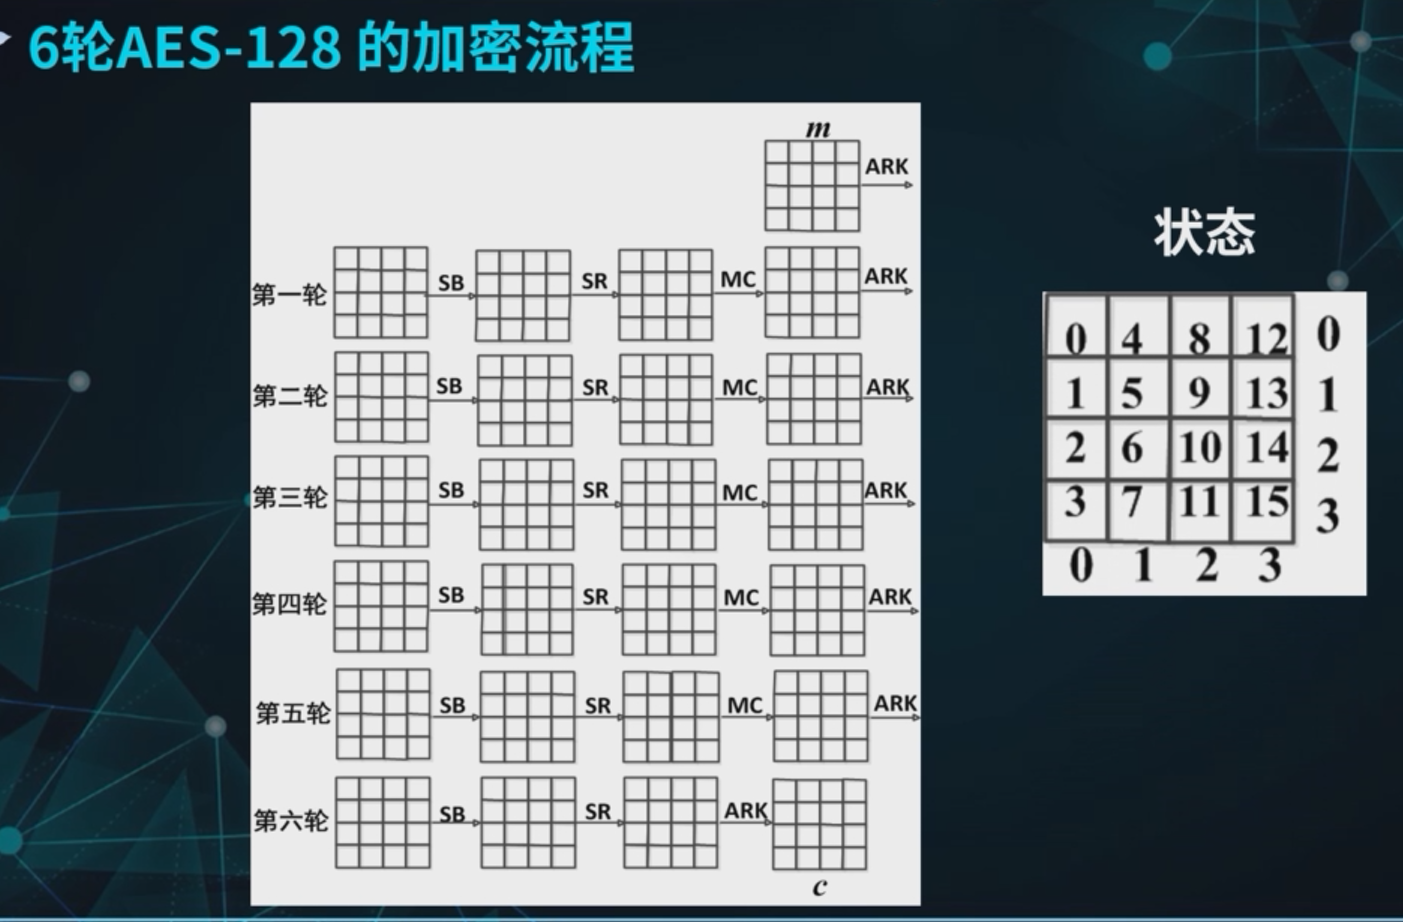 6轮AES-128 的加密流程
m
ARK
第一轮 SB SR MC ARK
第二轮 SB SR MC ARK
第三轮 SB SR MC ARK
第四轮 SB SR MC ARK
第五轮 SB SR MC ARK
第六轮 SB SR ARK
c
状态
0 4 8 12 0
1 5 9 13 1
2 6 10 14 2
3 7 11 15 3
0 1 2 3